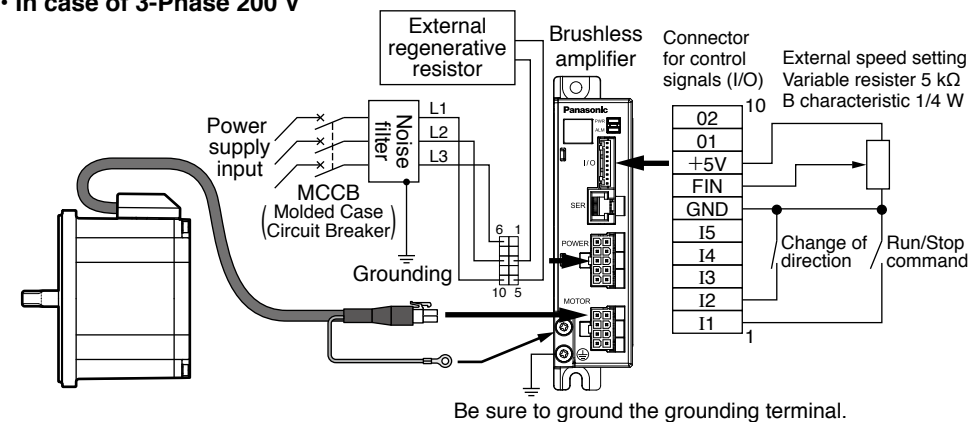 • In case of 3-Phase 200 V
External
regenerative
resistor
Brushless
amplifier
Connector
for control
signals (I/O)
External speed setting
Variable resister 5 kΩ
B characteristic 1/4 W
Power
supply
input
L1
L2
L3
Noise
filter
MCCB
(Molded Case
Circuit Breaker)
Grounding
6 1
10 5
Panasonic
PWR
ALM
I/O
SER
POWER
MOTOR
10
02
01
+5V
FIN
GND
I5
I4
I3
I2
I1
1
Change of
direction
Run/Stop
command
Be sure to ground the grounding terminal.